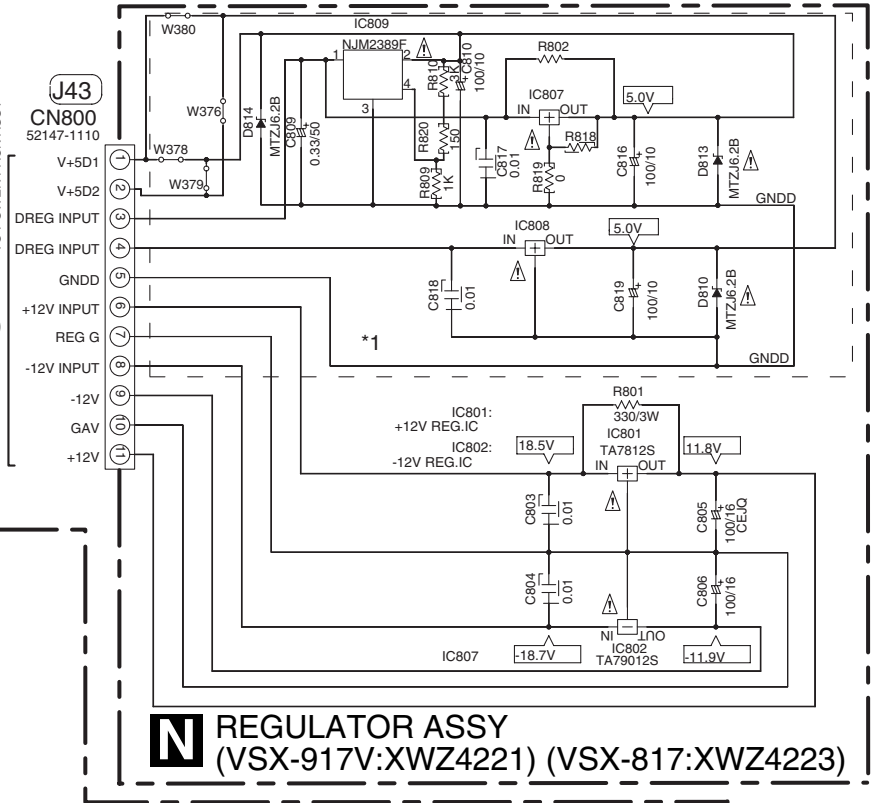 W380
IC809
NJM2389F
1
2
4
3
R810
3K
C810
100/10
R802
J43
CN800
52147-1110
W376
D814
MTZJ6.2B
C809
0.33/50
R820
150
R809
1K
C817
0.01
IC807
IN
OUT
R818
R819
0
5.0V
C816
100/10
D813
MTZJ6.2B
GNDD
W378
W379
V+5D1
1
V+5D2
2
DREG INPUT
3
DREG INPUT
4
GNDD
5
+12V INPUT
6
REG G
7
-12V INPUT
8
-12V
9
GAV
10
+12V
11
IC808
IN
OUT
5.0V
C818
0.01
C819
100/10
D810
MTZJ6.2B
*1
GNDD
R801
330/3W
IC801:
+12V REG.IC
IC802:
-12V REG.IC
IC801
TA7812S
18.5V
IN
OUT
11.8V
C803
0.01
C805
100/16
CEJQ
C804
0.01
C806
100/16
IC807
-18.7V
IN
OUT
IC802
TA79012S
-11.9V
N
REGULATOR ASSY
(VSX-917V:XWZ4221) (VSX-817:XWZ4223)